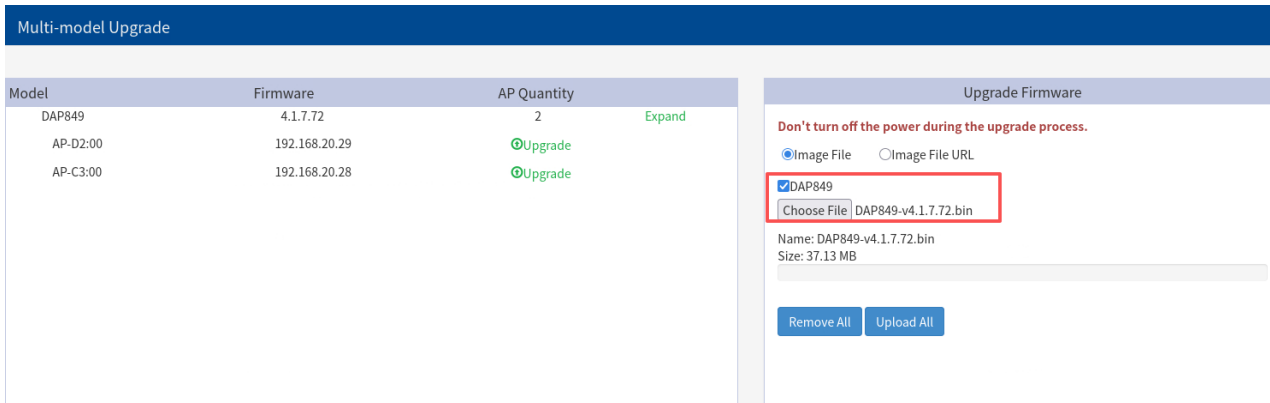 Multi-model Upgrade
Model Firmware AP Quantity
DAP849 4.1.7.72 2 Expand
AP-D2:00 192.168.20.29 Upgrade
AP-C3:00 192.168.20.28 Upgrade
Upgrade Firmware
Don't turn off the power during the upgrade process.
Image File Image File URL
DAP849
Choose File DAP849-v4.1.7.72.bin
Name: DAP849-v4.1.7.72.bin
Size: 37.13 MB
Remove All Upload All